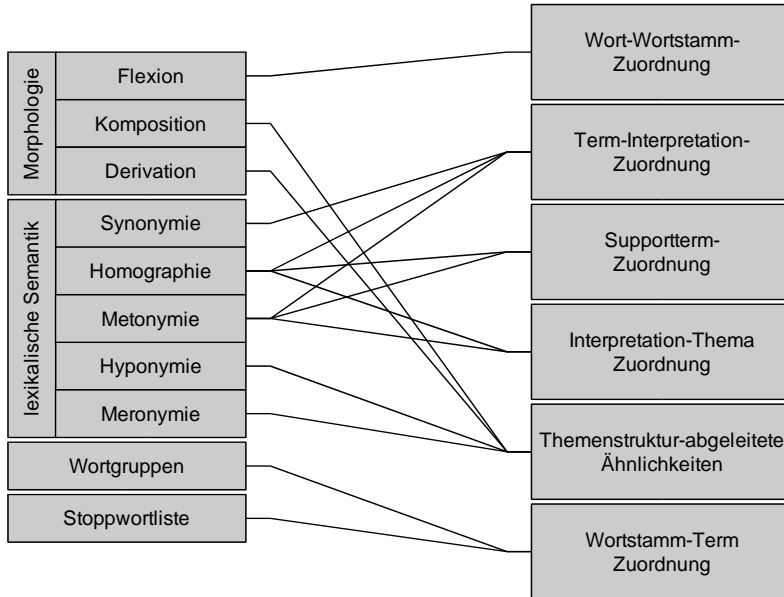 Morphologie
Flexion
Komposition
Derivation
lexikalische Semantik
Synonymie
Homographie
Metonymie
Hyponymie
Meronymie
Wortgruppen
Stoppwortliste
Wort-Wortstamm-
Zuordnung
Term-Interpretation-
Zuordnung
Supportterm-
Zuordnung
Interpretation-Thema
Zuordnung
Themenstruktur-abgeleitete
Ähnlichkeiten
Wortstamm-Term
Zuordnung